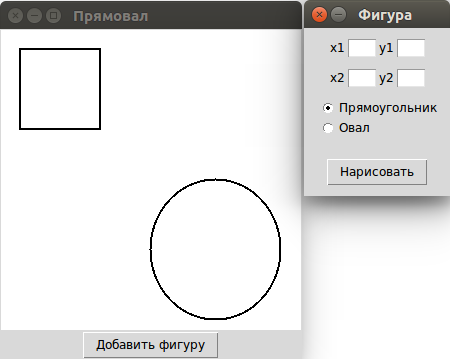 Прямовал
Добавить фигуру
Фигура
x1 y1
x2 y2
Прямоугольник
Овал
Нарисовать